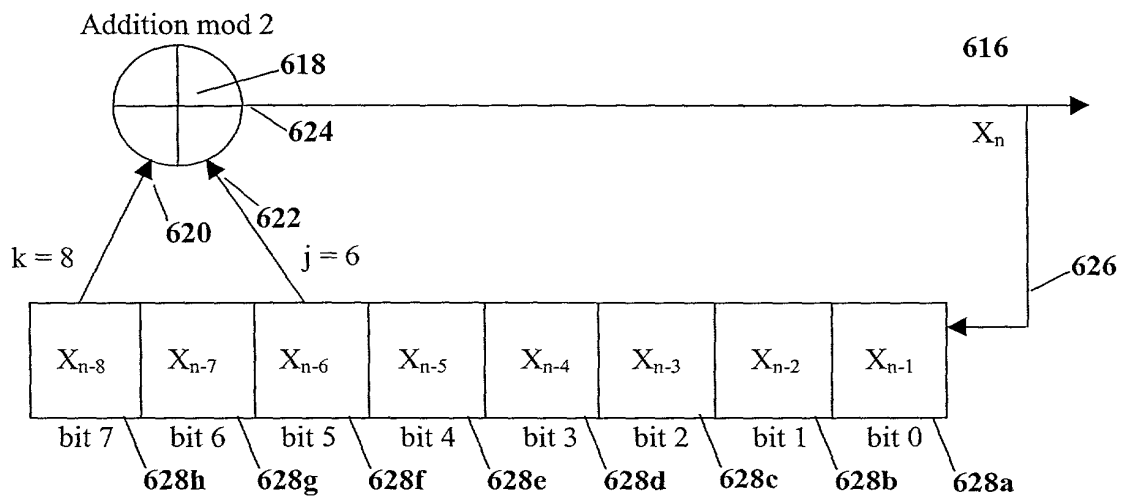 Addition mod 2
618
616
624
Xn
620
622
k = 8
j = 6
626
Xn-8 Xn-7 Xn-6 Xn-5 Xn-4 Xn-3 Xn-2 Xn-1
bit 7 bit 6 bit 5 bit 4 bit 3 bit 2 bit 1 bit 0
628h 628g 628f 628e 628d 628c 628b 628a